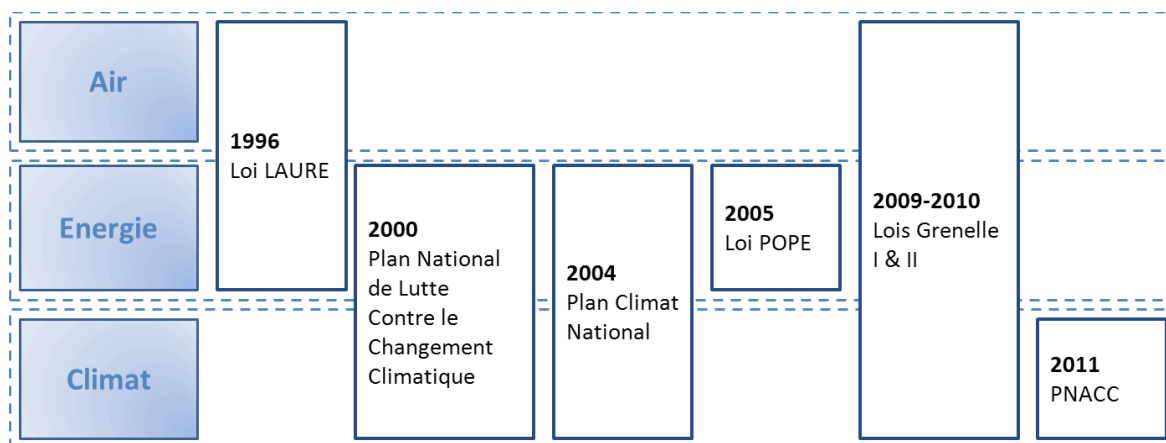 Air
Energie
Climat
1996
Loi LAURE
2000
Plan National
de Lutte
Contre le
Changement
Climatique
2004
Plan Climat
National
2005
Loi POPE
2009-2010
Lois Grenelle
I & II
2011
PNACC